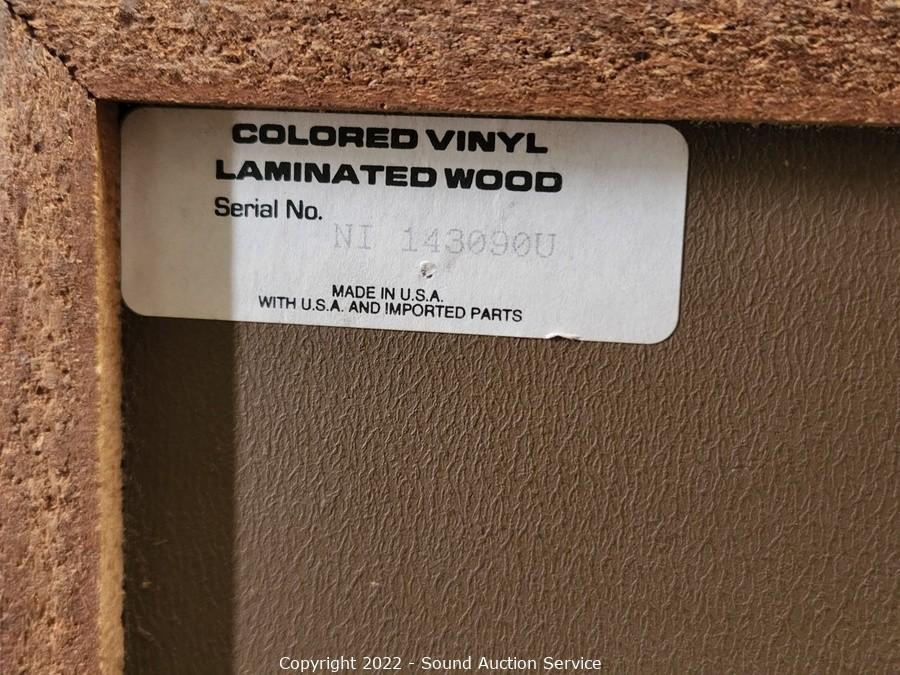 COLORED VINYL
LAMINATED WOOD
Serial No.
NI 143090U
MADE IN U.S.A.
WITH U.S.A. AND IMPORTED PARTS
Copyright 2022 - Sound Auction Service